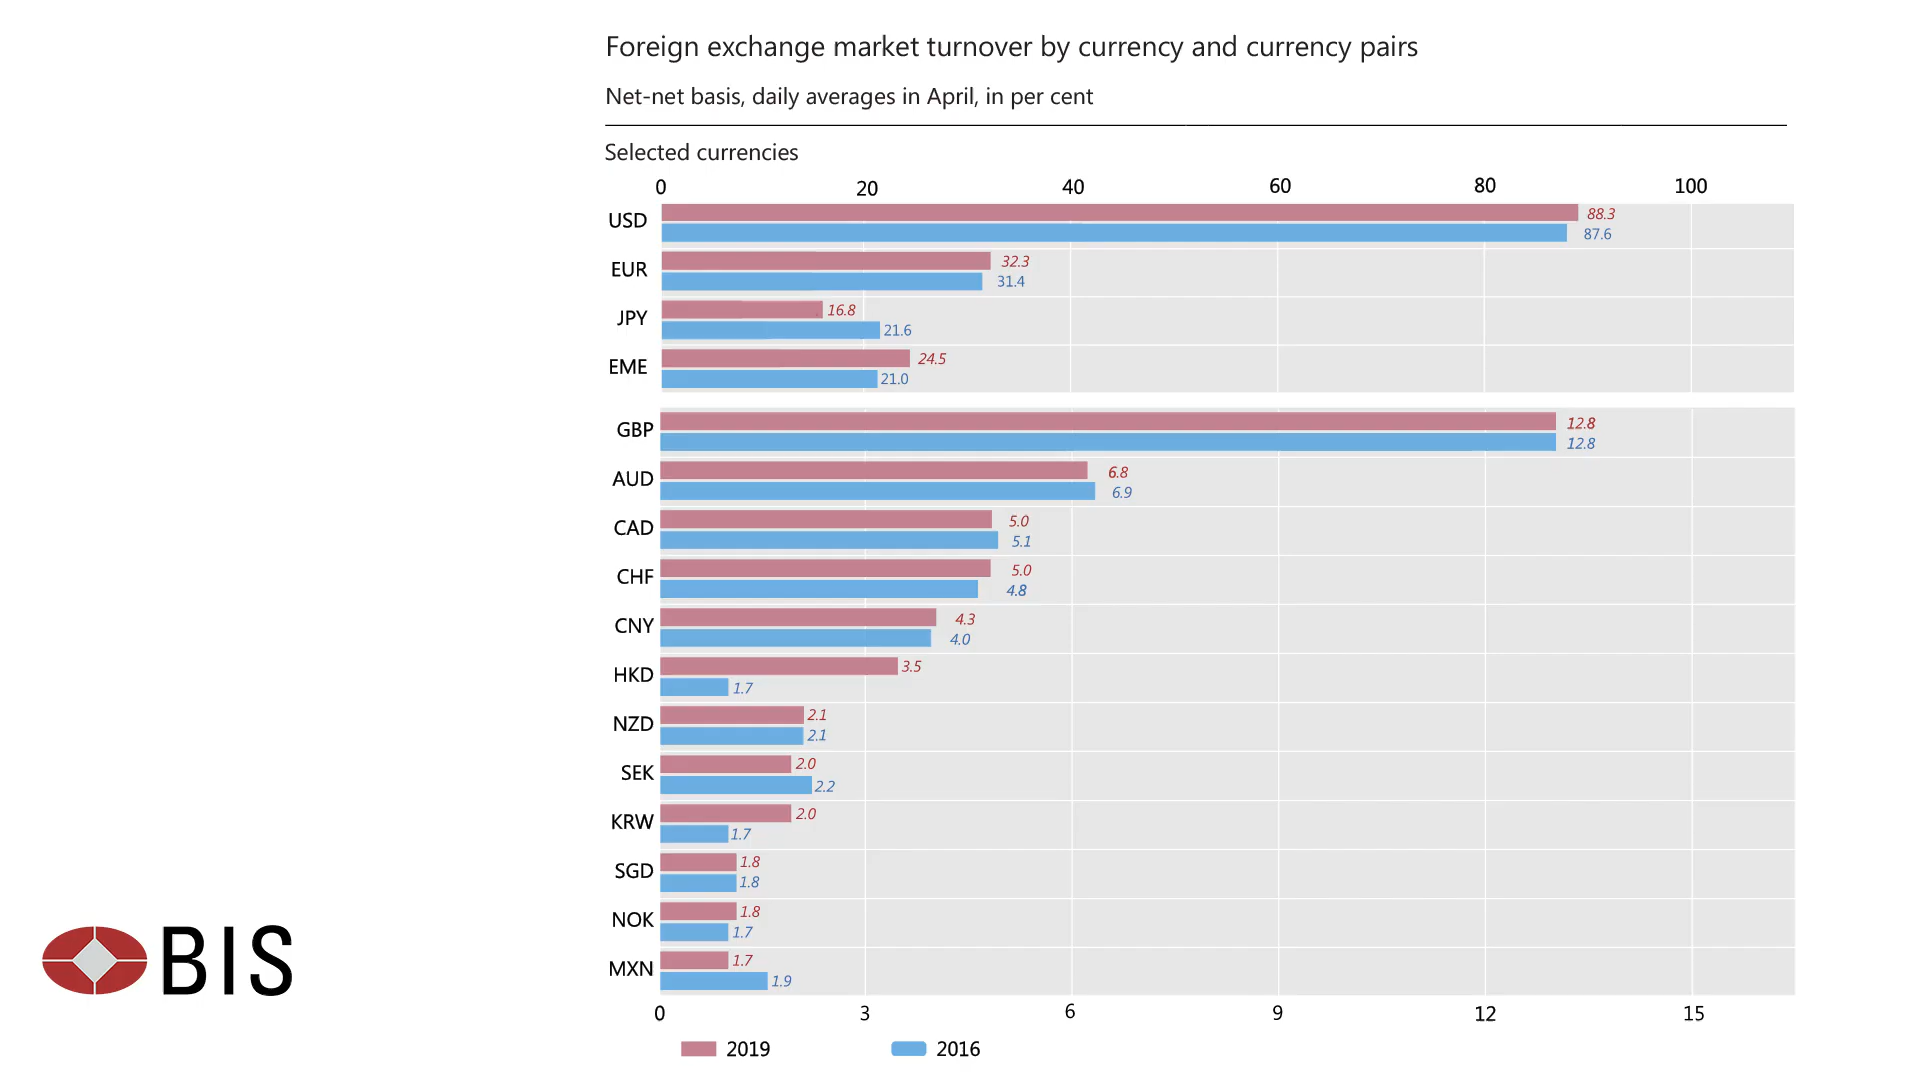 Foreign exchange market turnover by currency and currency pairs
Net-net basis, daily averages in April, in per cent
Selected currencies
0 20 40 60 80 100
USD 88.3
87.6
EUR 32.3
31.4
JPY 16.8
21.6
EME 24.5
21.0
GBP 12.8
12.8
AUD 6.8
6.9
CAD 5.0
5.1
CHF 5.0
4.8
CNY 4.3
4.0
HKD 3.5
1.7
NZD 2.1
2.1
SEK 2.0
2.2
KRW 2.0
1.7
SGD 1.8
1.8
NOK 1.8
1.7
MXN 1.7
1.9
0 3 6 9 12 15
2019 2016
BIS